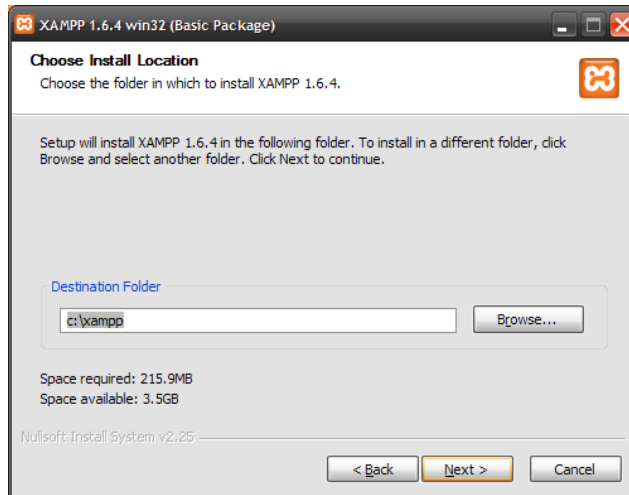 XAMPP 1.6.4 win32 (Basic Package)
Choose Install Location
Choose the folder in which to install XAMPP 1.6.4.
Setup will install XAMPP 1.6.4 in the following folder. To install in a different folder, click
Browse and select another folder. Click Next to continue.
Destination Folder
c:\xampp
Browse...
Space required: 215.9MB
Space available: 3.5GB
Nullsoft Install System v2.25
< Back
Next >
Cancel